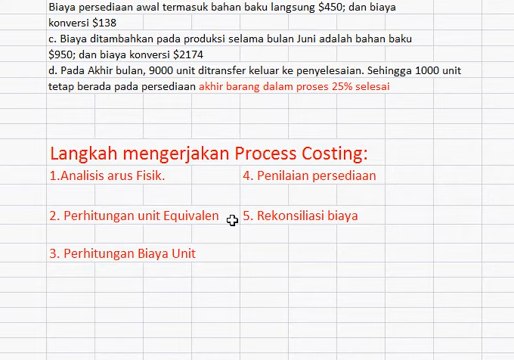 Biaya persediaan awal termasuk bahan baku langsung $450; dan biaya
konversi $138
c. Biaya ditambahkan pada produksi selama bulan Juni adalah bahan baku
$950; dan biaya konversi $2174
d. Pada Akhir bulan, 9000 unit ditransfer keluar ke penyelesaian. Sehingga 1000 unit
tetap berada pada persediaan akhir barang dalam proses 25% selesai
Langkah mengerjakan Process Costing:
1.Analisis arus Fisik.
4. Penilaian persediaan
2. Perhitungan unit Equivalen
5. Rekonsiliasi biaya
3. Perhitungan Biaya Unit